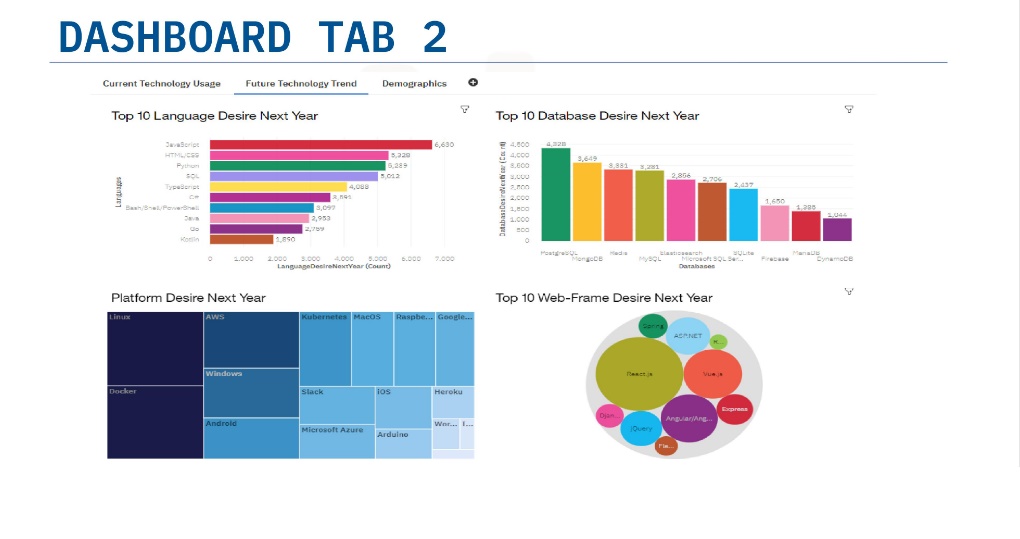 DASHBOARD TAB 2
Current Technology Usage
Future Technology Trend
Demographics
Top 10 Language Desire Next Year
Languages
JavaScript 6,630
HTML/CSS 5,328
Python 5,239
SQL 5,012
TypeScript 4,088
C# 3,591
Bash/Shell/PowerShell 3,097
Java 2,953
Go 2,759
Kotlin 1,890
0 1,000 2,000 3,000 4,000 5,000 6,000 7,000
LanguageDesireNextYear (Count)
Top 10 Database Desire Next Year
DatabaseDesireNextYear (Count)
4,500
4,000
3,500
3,000
2,500
2,000
1,500
1,000
500
0
4,328 3,649 3,331 3,281 2,856 2,706 2,437 1,650 1,385 1,044
PostgreSQL MongoDB Redis MySQL Elasticsearch Microsoft SQL Ser... SQLite Firebase MariaDB DynamoDB
Databases
Platform Desire Next Year
Linux
Docker
AWS
Windows
Android
Kubernetes
MacOS
Raspbe...
Google...
Slack
Microsoft Azure
iOS
Arduino
Heroku
Wor...
I...
Top 10 Web-Frame Desire Next Year
Spring
ASP.NET
R...
React.js
Vue.js
Express
Angular/Ang...
Djan...
jQuery
Fla...